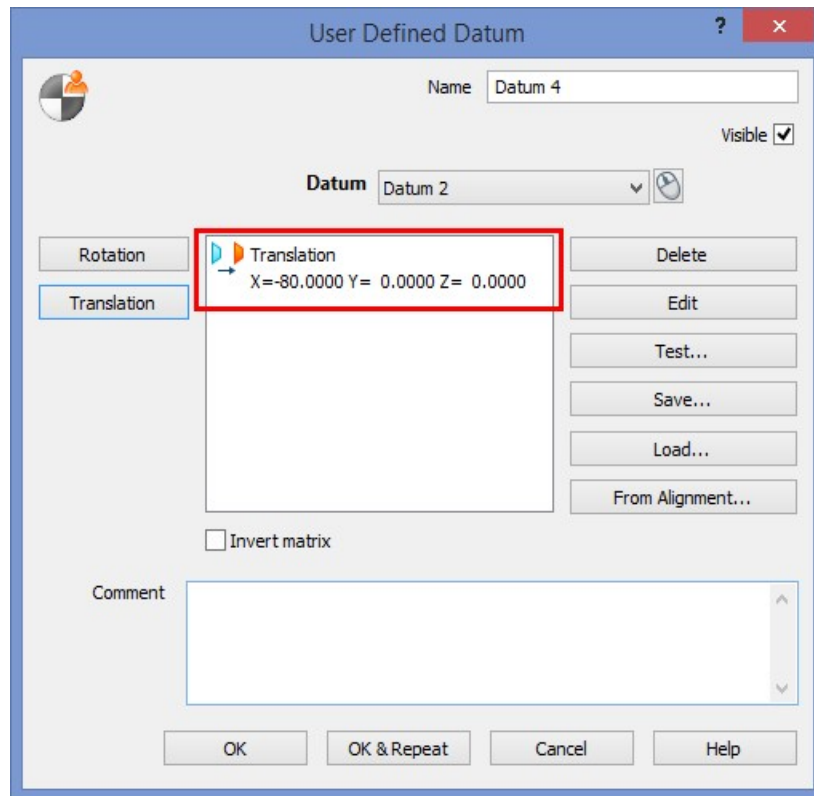 User Defined Datum ? ×
Name Datum 4
Visible
Datum Datum 2
Rotation
Translation
Translation
X=-80.0000 Y= 0.0000 Z= 0.0000
Delete
Edit
Test...
Save...
Load...
From Alignment...
Invert matrix
Comment
OK OK & Repeat Cancel Help